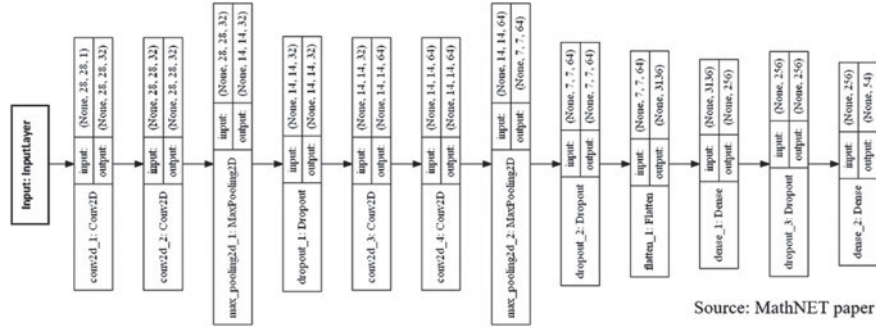 Input: InputLayer
conv2d_1: Conv2D
input: (None, 28, 28, 1)
output: (None, 28, 28, 32)
conv2d_2: Conv2D
input: (None, 28, 28, 32)
output: (None, 28, 28, 32)
max_pooling2d_1: MaxPooling2D
input: (None, 28, 28, 32)
output: (None, 14, 14, 32)
dropout_1: Dropout
input: (None, 14, 14, 32)
output: (None, 14, 14, 32)
conv2d_3: Conv2D
input: (None, 14, 14, 32)
output: (None, 14, 14, 64)
conv2d_4: Conv2D
input: (None, 14, 14, 64)
output: (None, 14, 14, 64)
max_pooling2d_2: MaxPooling2D
input: (None, 14, 14, 64)
output: (None, 7, 7, 64)
dropout_2: Dropout
input: (None, 7, 7, 64)
output: (None, 7, 7, 64)
flatten_1: Flatten
input: (None, 7, 7, 64)
output: (None, 3136)
dense_1: Dense
input: (None, 3136)
output: (None, 256)
dropout_3: Dropout
input: (None, 256)
output: (None, 256)
dense_2: Dense
input: (None, 256)
output: (None, 54)
Source: MathNET paper